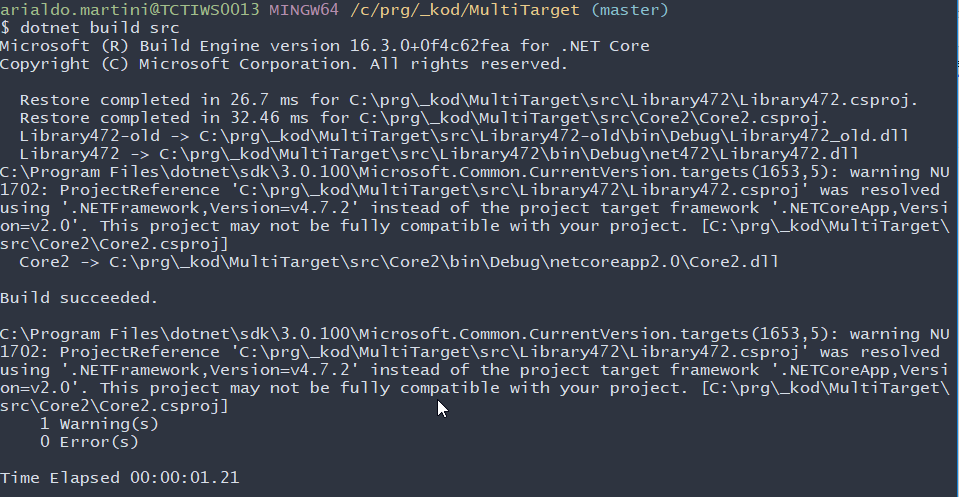 arialdo.martini@TCTIWS0013 MINGW64 /c/prg/_kod/MultiTarget (master)
$ dotnet build src
Microsoft (R) Build Engine version 16.3.0+0f4c62fea for .NET Core
Copyright (C) Microsoft Corporation. All rights reserved.

  Restore completed in 26.7 ms for C:\prg\_kod\MultiTarget\src\Library472\Library472.csproj.
  Restore completed in 32.46 ms for C:\prg\_kod\MultiTarget\src\Core2\Core2.csproj.
  Library472-old -> C:\prg\_kod\MultiTarget\src\Library472-old\bin\Debug\Library472_old.dll
  Library472 -> C:\prg\_kod\MultiTarget\src\Library472\bin\Debug\net472\Library472.dll
C:\Program Files\dotnet\sdk\3.0.100\Microsoft.Common.CurrentVersion.targets(1653,5): warning NU
1702: ProjectReference 'C:\prg\_kod\MultiTarget\src\Library472\Library472.csproj' was resolved
using '.NETFramework,Version=v4.7.2' instead of the project target framework '.NETCoreApp,Versi
on=v2.0'. This project may not be fully compatible with your project. [C:\prg\_kod\MultiTarget\
src\Core2\Core2.csproj]
  Core2 -> C:\prg\_kod\MultiTarget\src\Core2\bin\Debug\netcoreapp2.0\Core2.dll

Build succeeded.

C:\Program Files\dotnet\sdk\3.0.100\Microsoft.Common.CurrentVersion.targets(1653,5): warning NU
1702: ProjectReference 'C:\prg\_kod\MultiTarget\src\Library472\Library472.csproj' was resolved
using '.NETFramework,Version=v4.7.2' instead of the project target framework '.NETCoreApp,Versi
on=v2.0'. This project may not be fully compatible with your project. [C:\prg\_kod\MultiTarget\
src\Core2\Core2.csproj]
    1 Warning(s)
    0 Error(s)

Time Elapsed 00:00:01.21